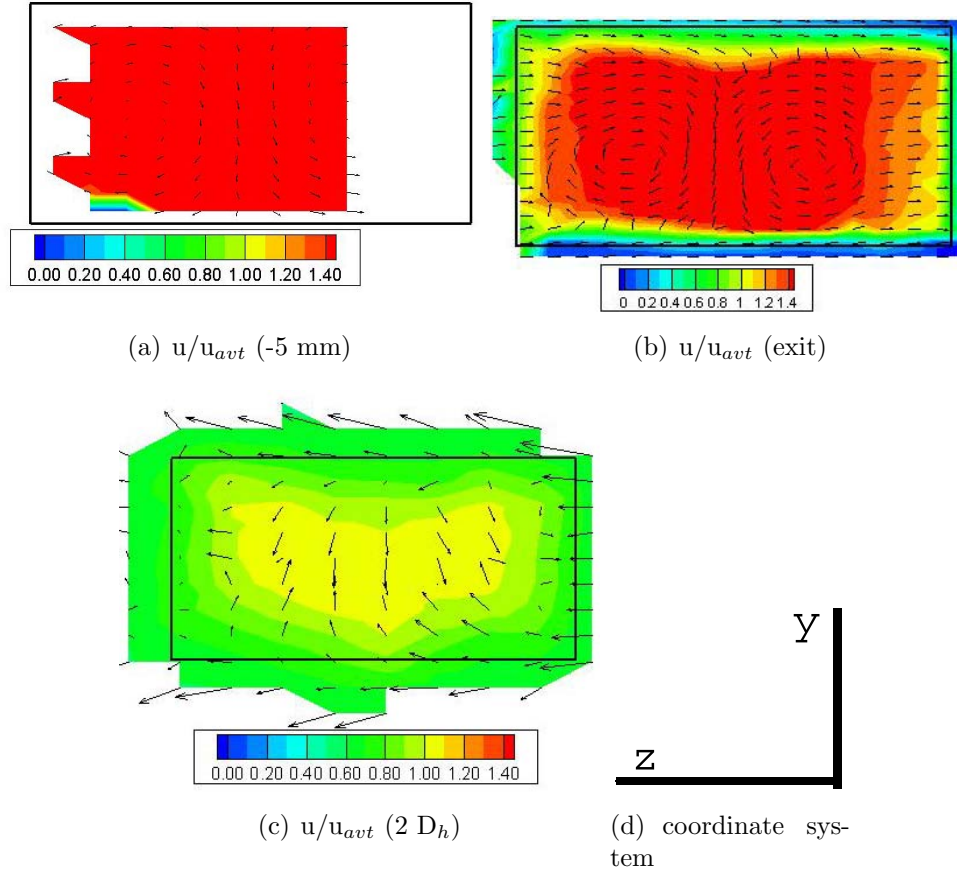 0.00 0.20 0.40 0.60 0.80 1.00 1.20 1.40
0 0.2 0.4 0.6 0.8 1 1.2 1.4
(a) u/u_avt (-5 mm)
(b) u/u_avt (exit)
0.00 0.20 0.40 0.60 0.80 1.00 1.20 1.40
y
z
(c) u/u_avt (2 D_h)
(d) coordinate sys-
tem